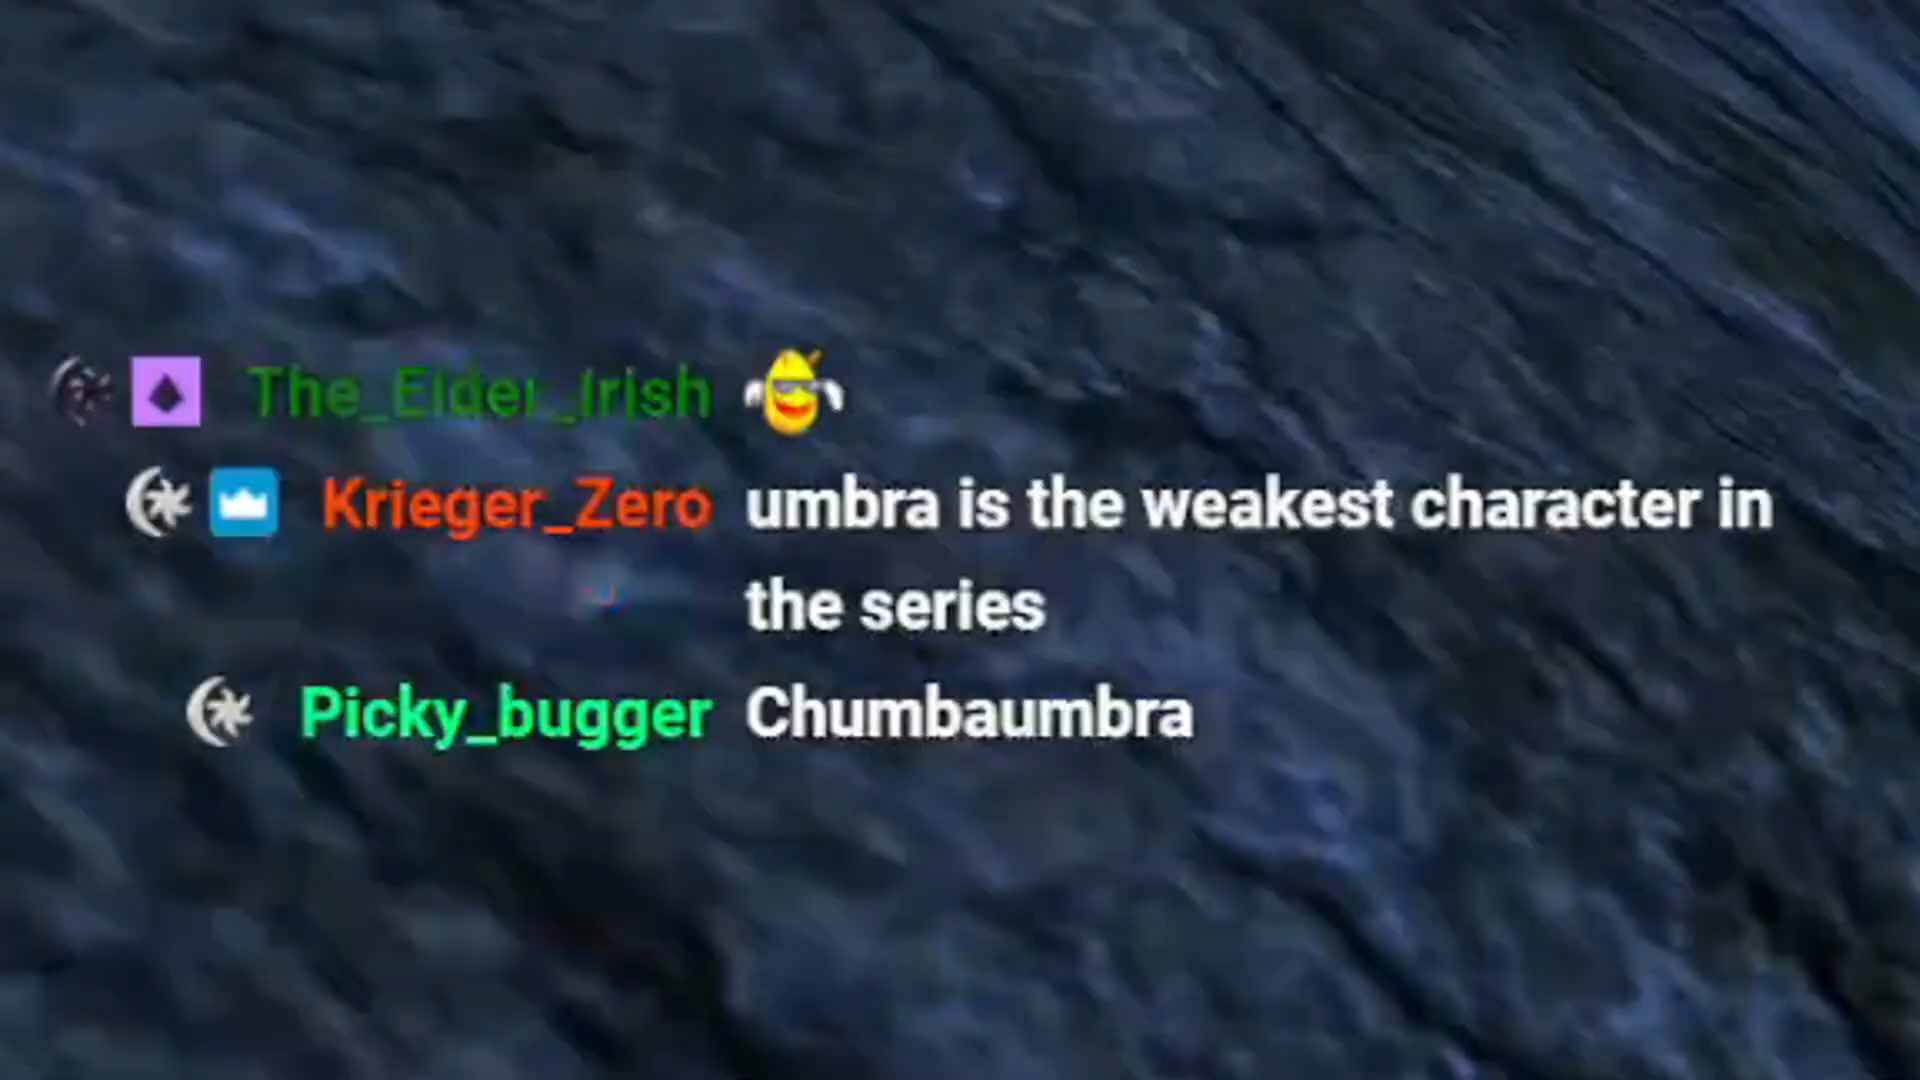 The_Elder_Irish
Krieger_Zero umbra is the weakest character in
the series
Picky_bugger Chumbaumbra